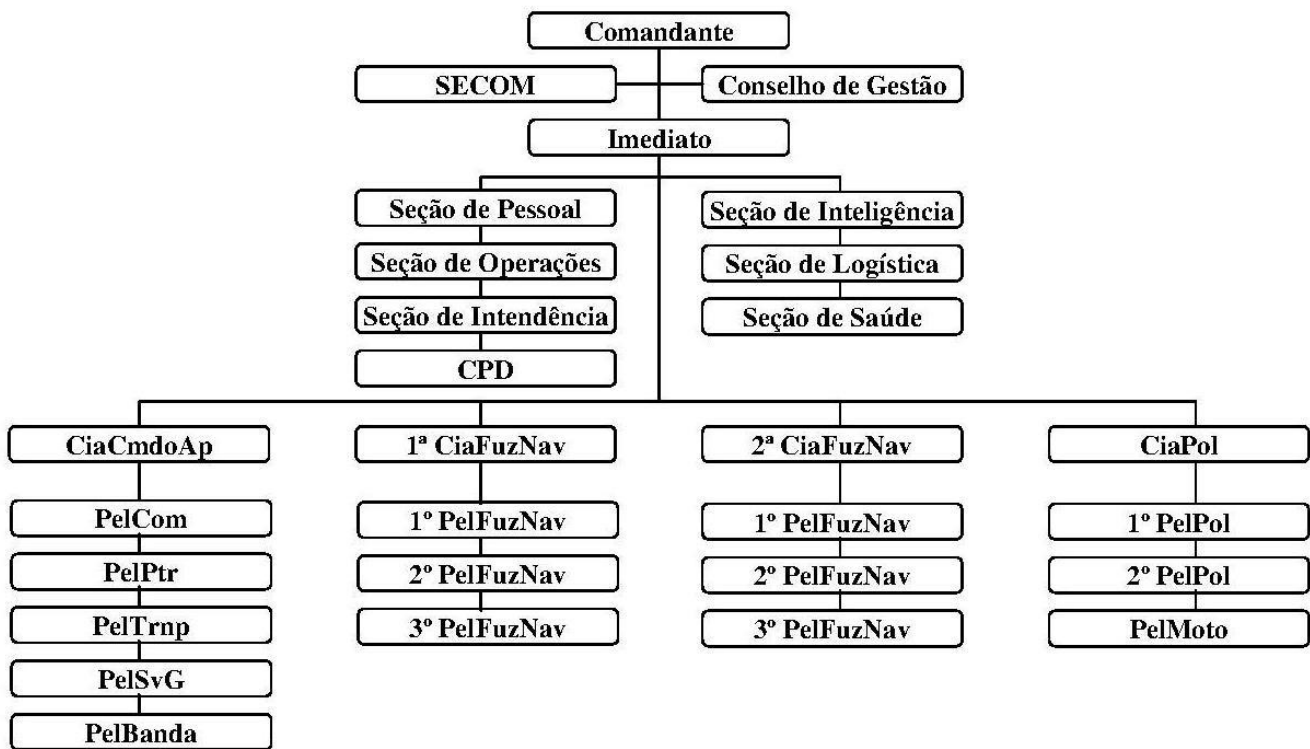 Comandante
SECOM
Conselho de Gestão
Imediato
Seção de Pessoal
Seção de Inteligência
Seção de Operações
Seção de Logística
Seção de Intendência
Seção de Saúde
CPD
CiaCmdoAp
1ª CiaFuzNav
2ª CiaFuzNav
CiaPol
PelCom
1º PelFuzNav
1º PelFuzNav
1º PelPol
PelPtr
2º PelFuzNav
2º PelFuzNav
2º PelPol
PelTrnp
3º PelFuzNav
3º PelFuzNav
PelMoto
PelSvG
PelBanda